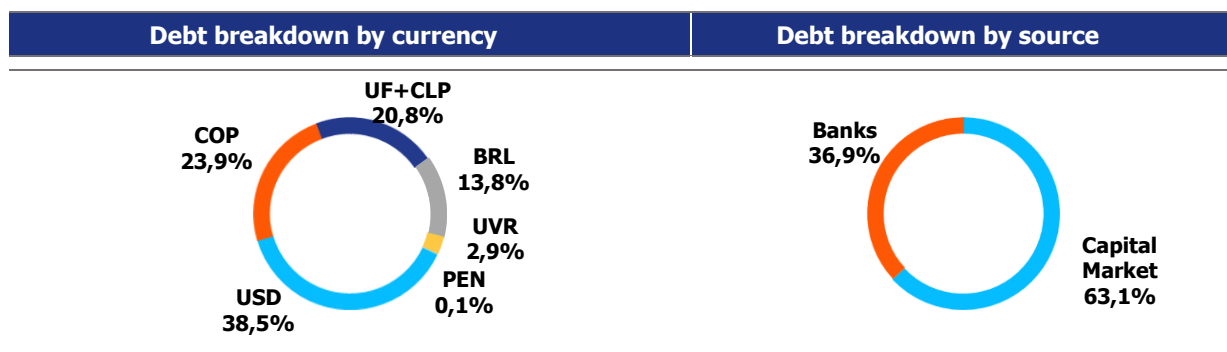 Debt breakdown by currency
Debt breakdown by source
UF+CLP
20,8%
COP
23,9%
BRL
13,8%
UVR
2,9%
PEN
0,1%
USD
38,5%
Banks
36,9%
Capital
Market
63,1%